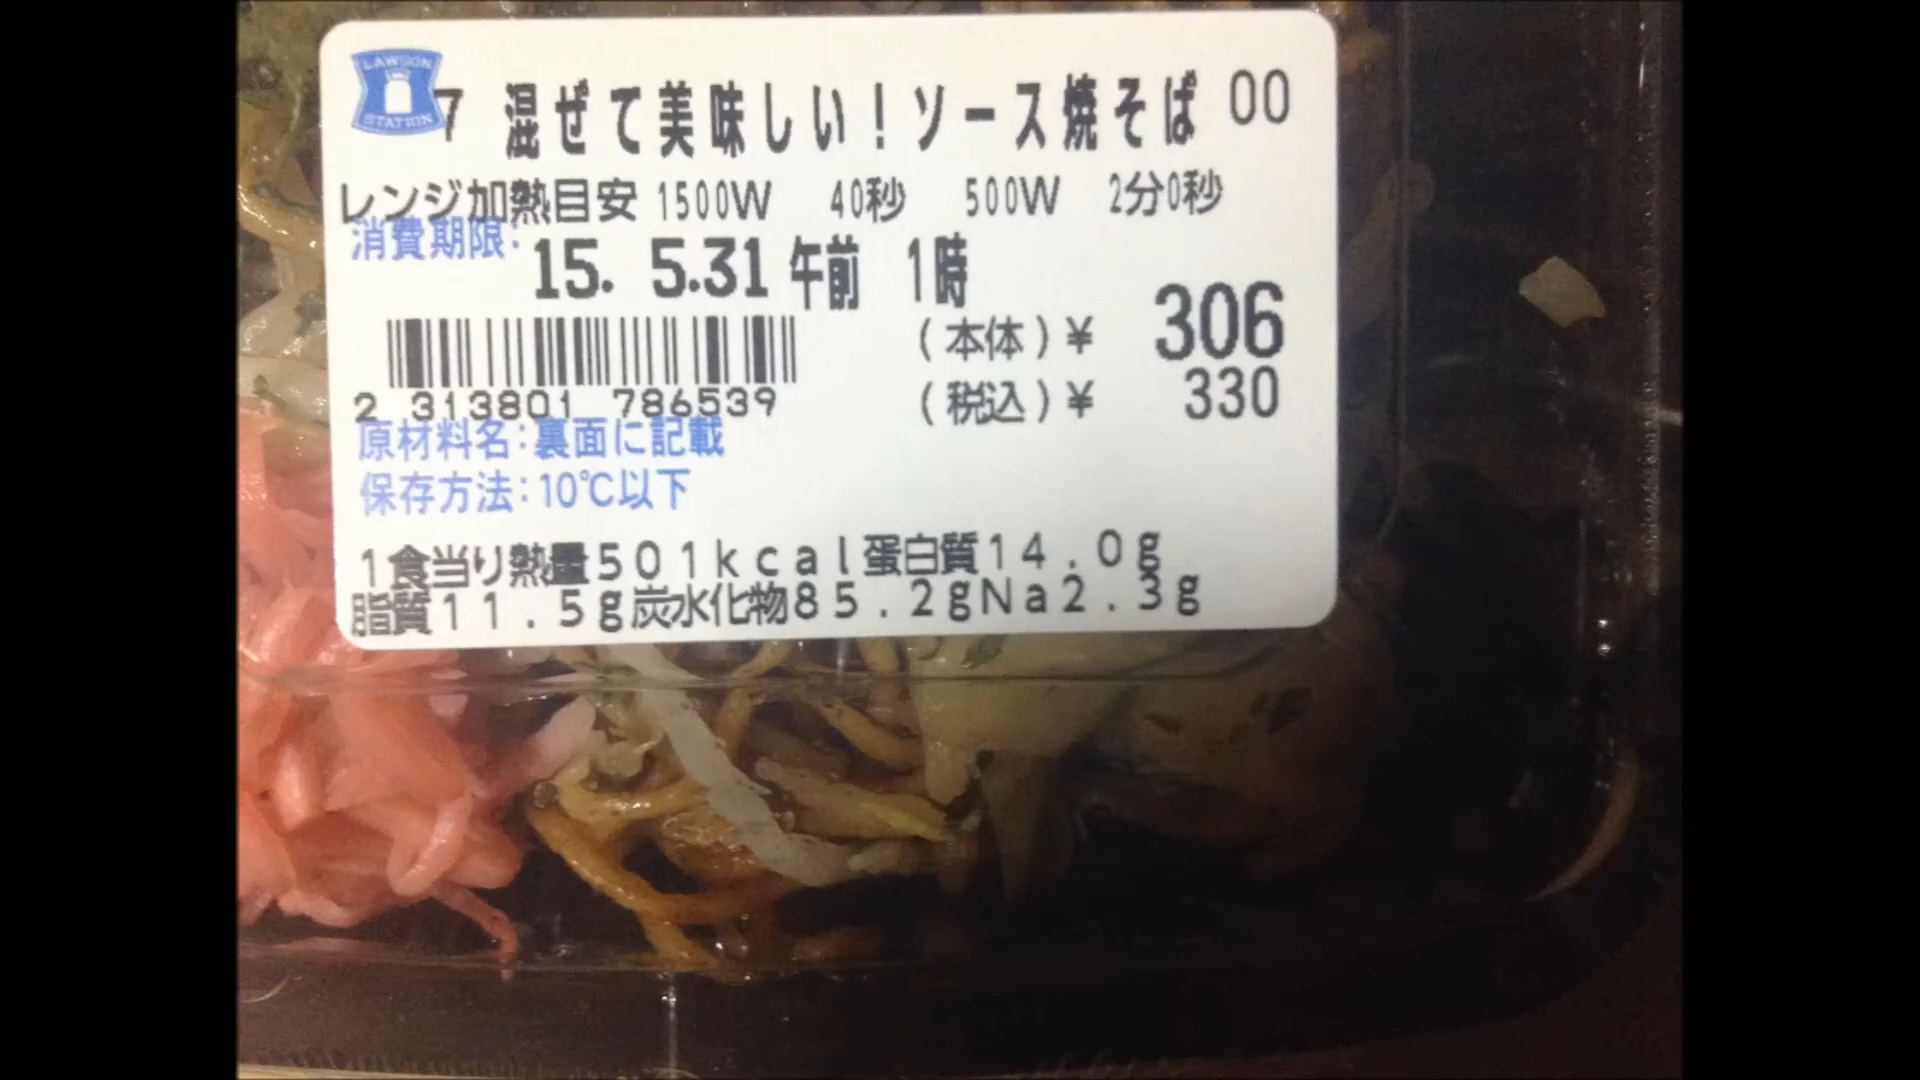 LAWSON
STATION
7 混ぜて美味しい!ソース焼そば 00
レンジ加熱目安 1500W 40秒 500W 2分0秒
消費期限: 15. 5.31 午前 1時
(本体)¥ 306
(税込)¥ 330
2 313801 786539
原材料名:裏面に記載
保存方法:10℃以下
1食当り熱量501kcal蛋白質14.0g
脂質11.5g炭水化物85.2gNa2.3g